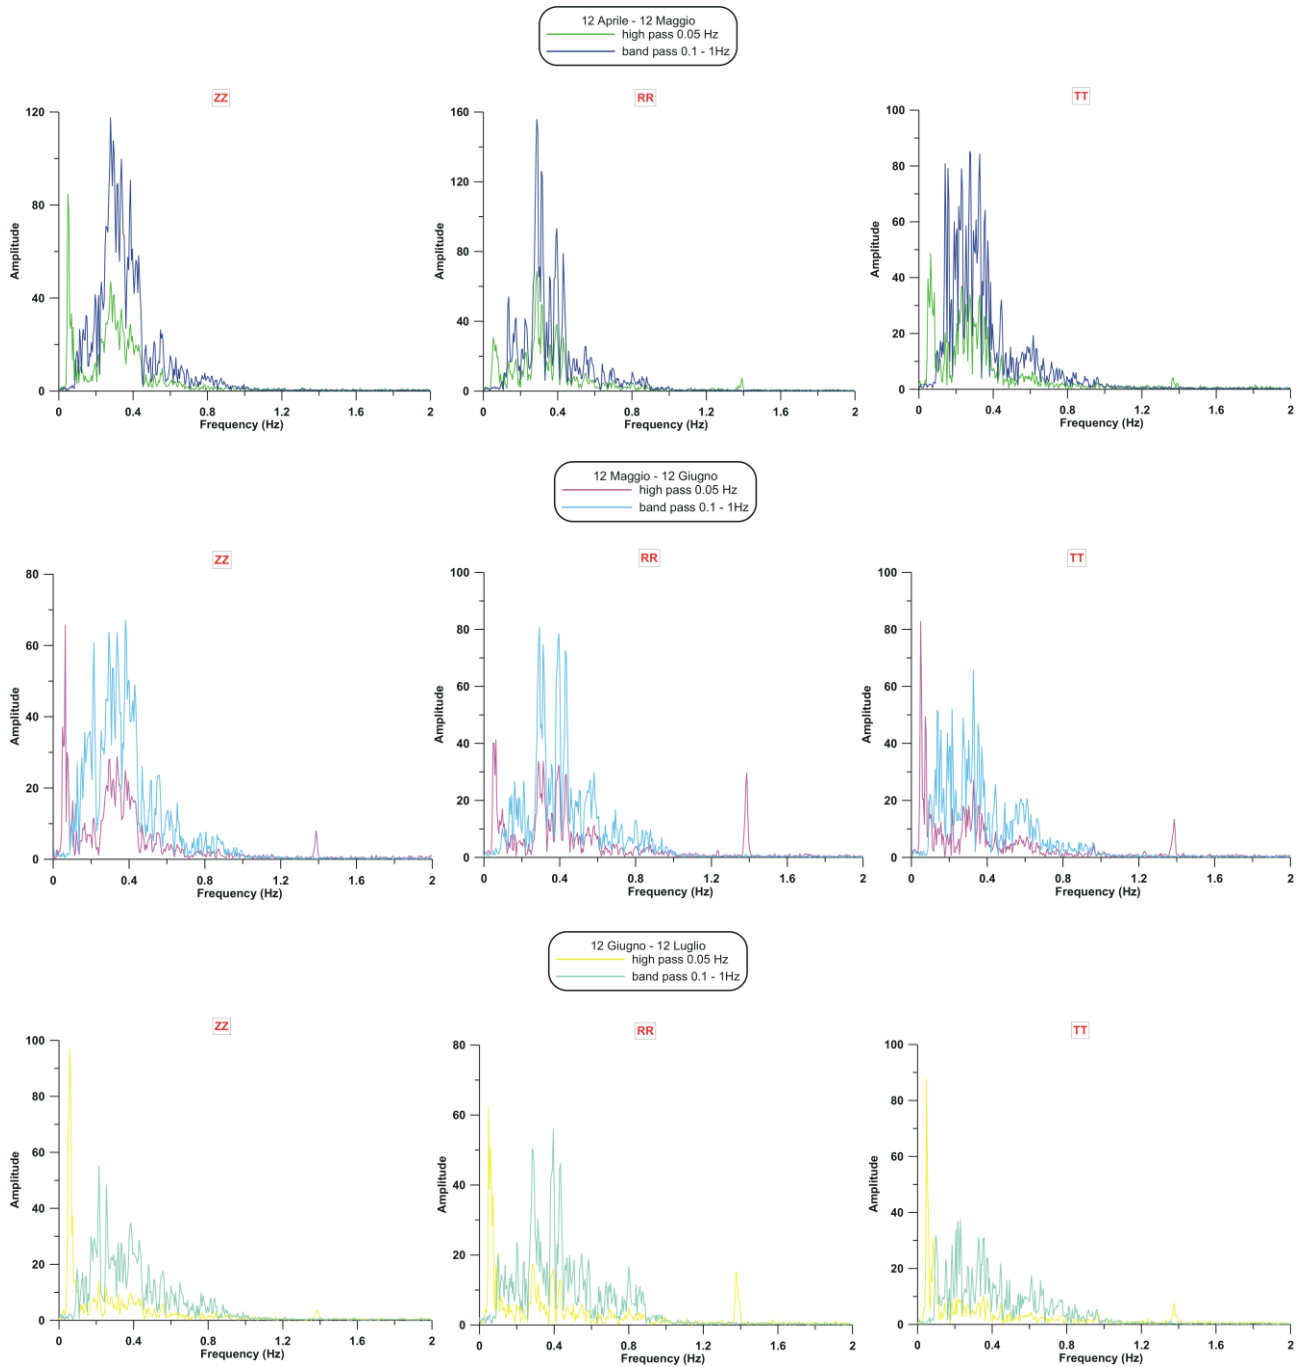 12 Aprile - 12 Maggio
high pass 0.05 Hz
band pass 0.1 - 1Hz
ZZ
RR
TT
120
80
40
0
Amplitude
0 0.4 0.8 1.2 1.6 2
Frequency (Hz)
160
120
80
40
0
Amplitude
0 0.4 0.8 1.2 1.6 2
Frequency (Hz)
100
80
60
40
20
0
Amplitude
0 0.4 0.8 1.2 1.6 2
Frequency (Hz)
12 Maggio - 12 Giugno
high pass 0.05 Hz
band pass 0.1 - 1Hz
ZZ
RR
TT
80
60
40
20
0
Amplitude
0 0.4 0.8 1.2 1.6 2
Frequency (Hz)
100
80
60
40
20
0
Amplitude
0 0.4 0.8 1.2 1.6 2
Frequency (Hz)
100
80
60
40
20
0
Amplitude
0 0.4 0.8 1.2 1.6 2
Frequency (Hz)
12 Giugno - 12 Luglio
high pass 0.05 Hz
band pass 0.1 - 1Hz
ZZ
RR
TT
100
80
60
40
20
0
Amplitude
0 0.4 0.8 1.2 1.6 2
Frequency (Hz)
80
60
40
20
0
Amplitude
0 0.4 0.8 1.2 1.6 2
Frequency (Hz)
100
80
60
40
20
0
Amplitude
0 0.4 0.8 1.2 1.6 2
Frequency (Hz)